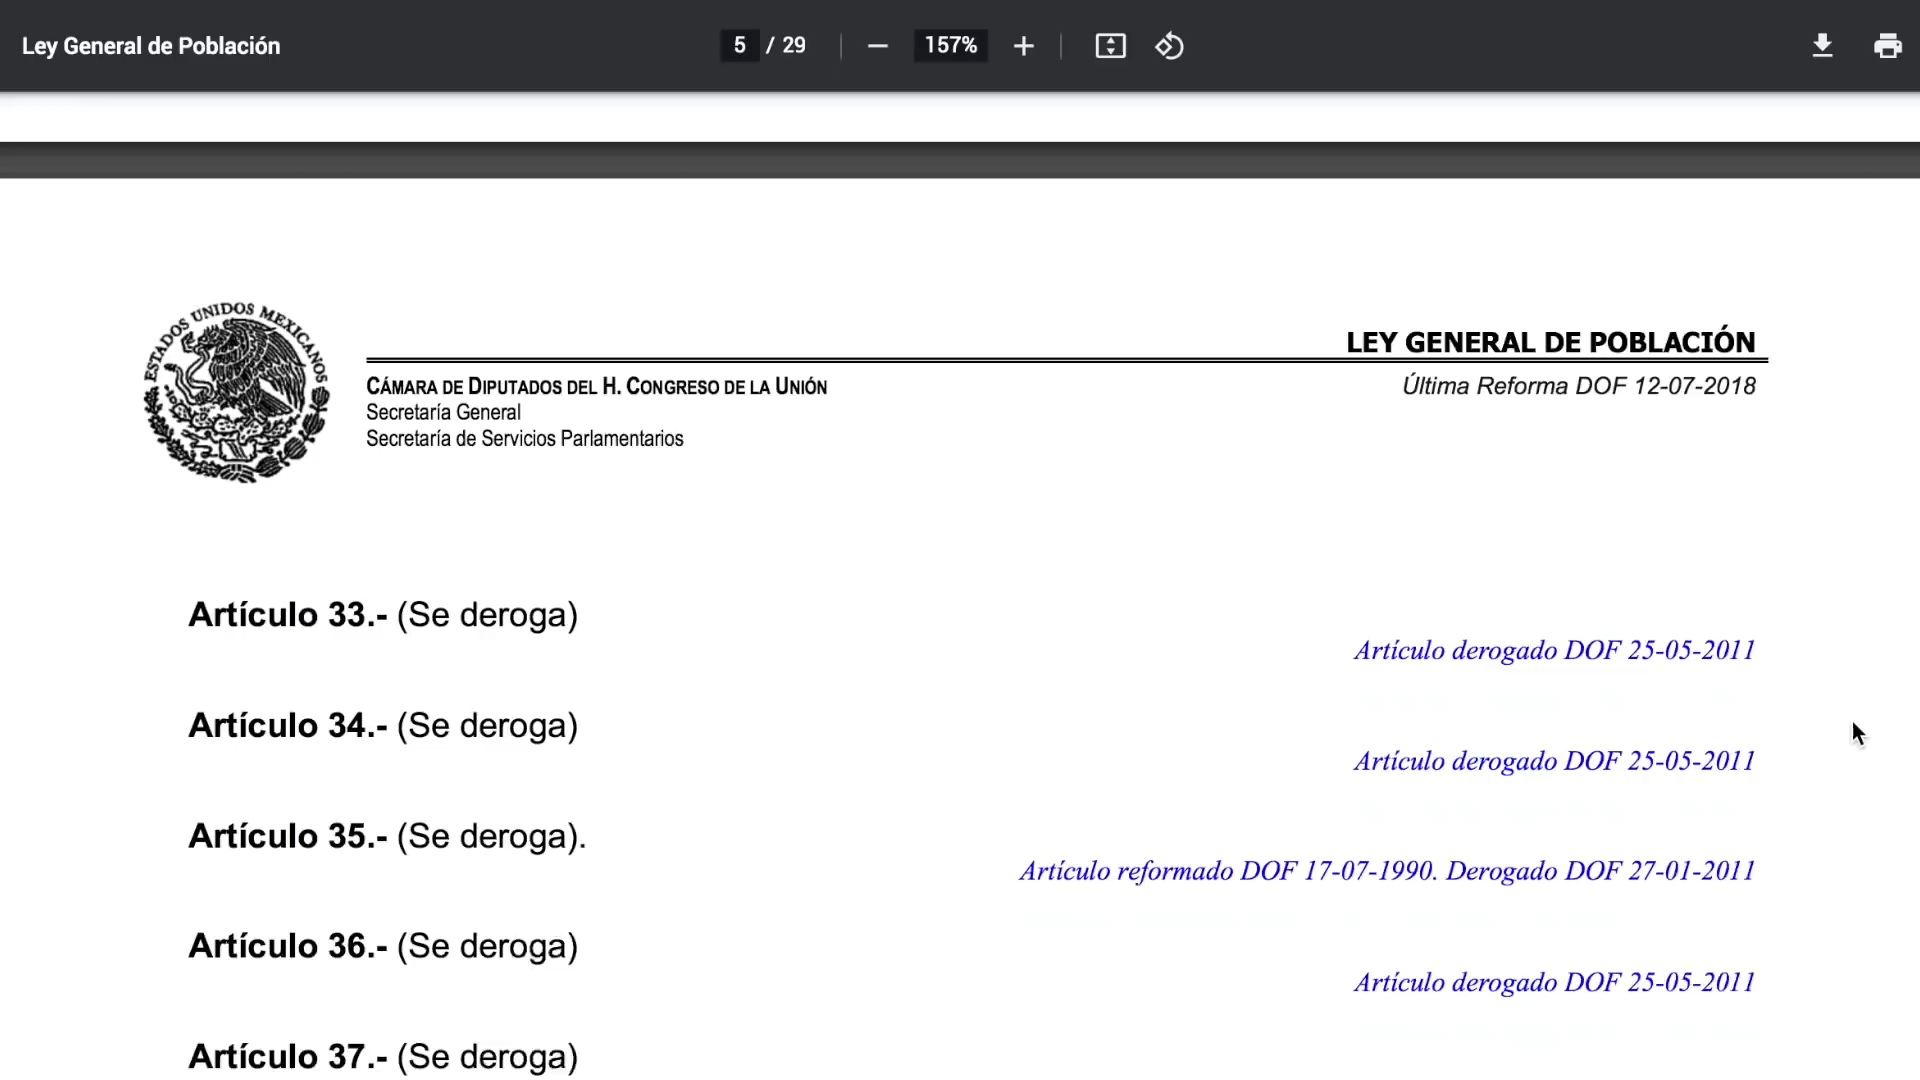 Ley General de Población
5 / 29
157%
ESTADOS UNIDOS MEXICANOS
LEY GENERAL DE POBLACIÓN
CÁMARA DE DIPUTADOS DEL H. CONGRESO DE LA UNIÓN
Última Reforma DOF 12-07-2018
Secretaría General
Secretaría de Servicios Parlamentarios
Artículo 33.- (Se deroga)
Artículo derogado DOF 25-05-2011
Artículo 34.- (Se deroga)
Artículo derogado DOF 25-05-2011
Artículo 35.- (Se deroga).
Artículo reformado DOF 17-07-1990. Derogado DOF 27-01-2011
Artículo 36.- (Se deroga)
Artículo derogado DOF 25-05-2011
Artículo 37.- (Se deroga)